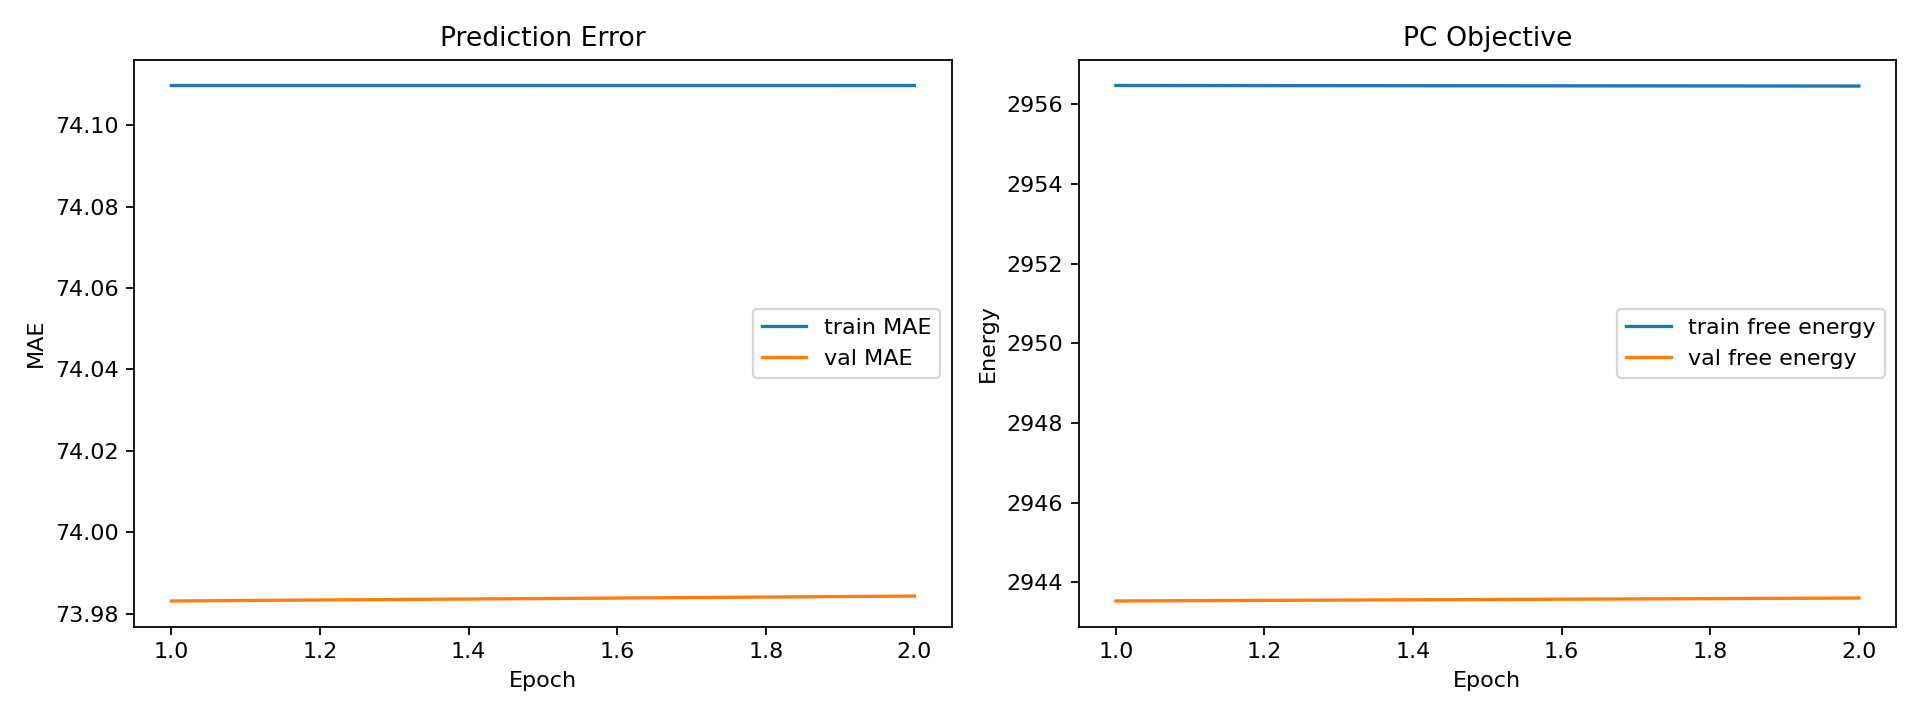 Prediction Error
MAE
74.10
74.08
74.06
74.04
74.02
74.00
73.98
train MAE
val MAE
1.0 1.2 1.4 1.6 1.8 2.0
Epoch
PC Objective
Energy
2956
2954
2952
2950
2948
2946
2944
train free energy
val free energy
1.0 1.2 1.4 1.6 1.8 2.0
Epoch